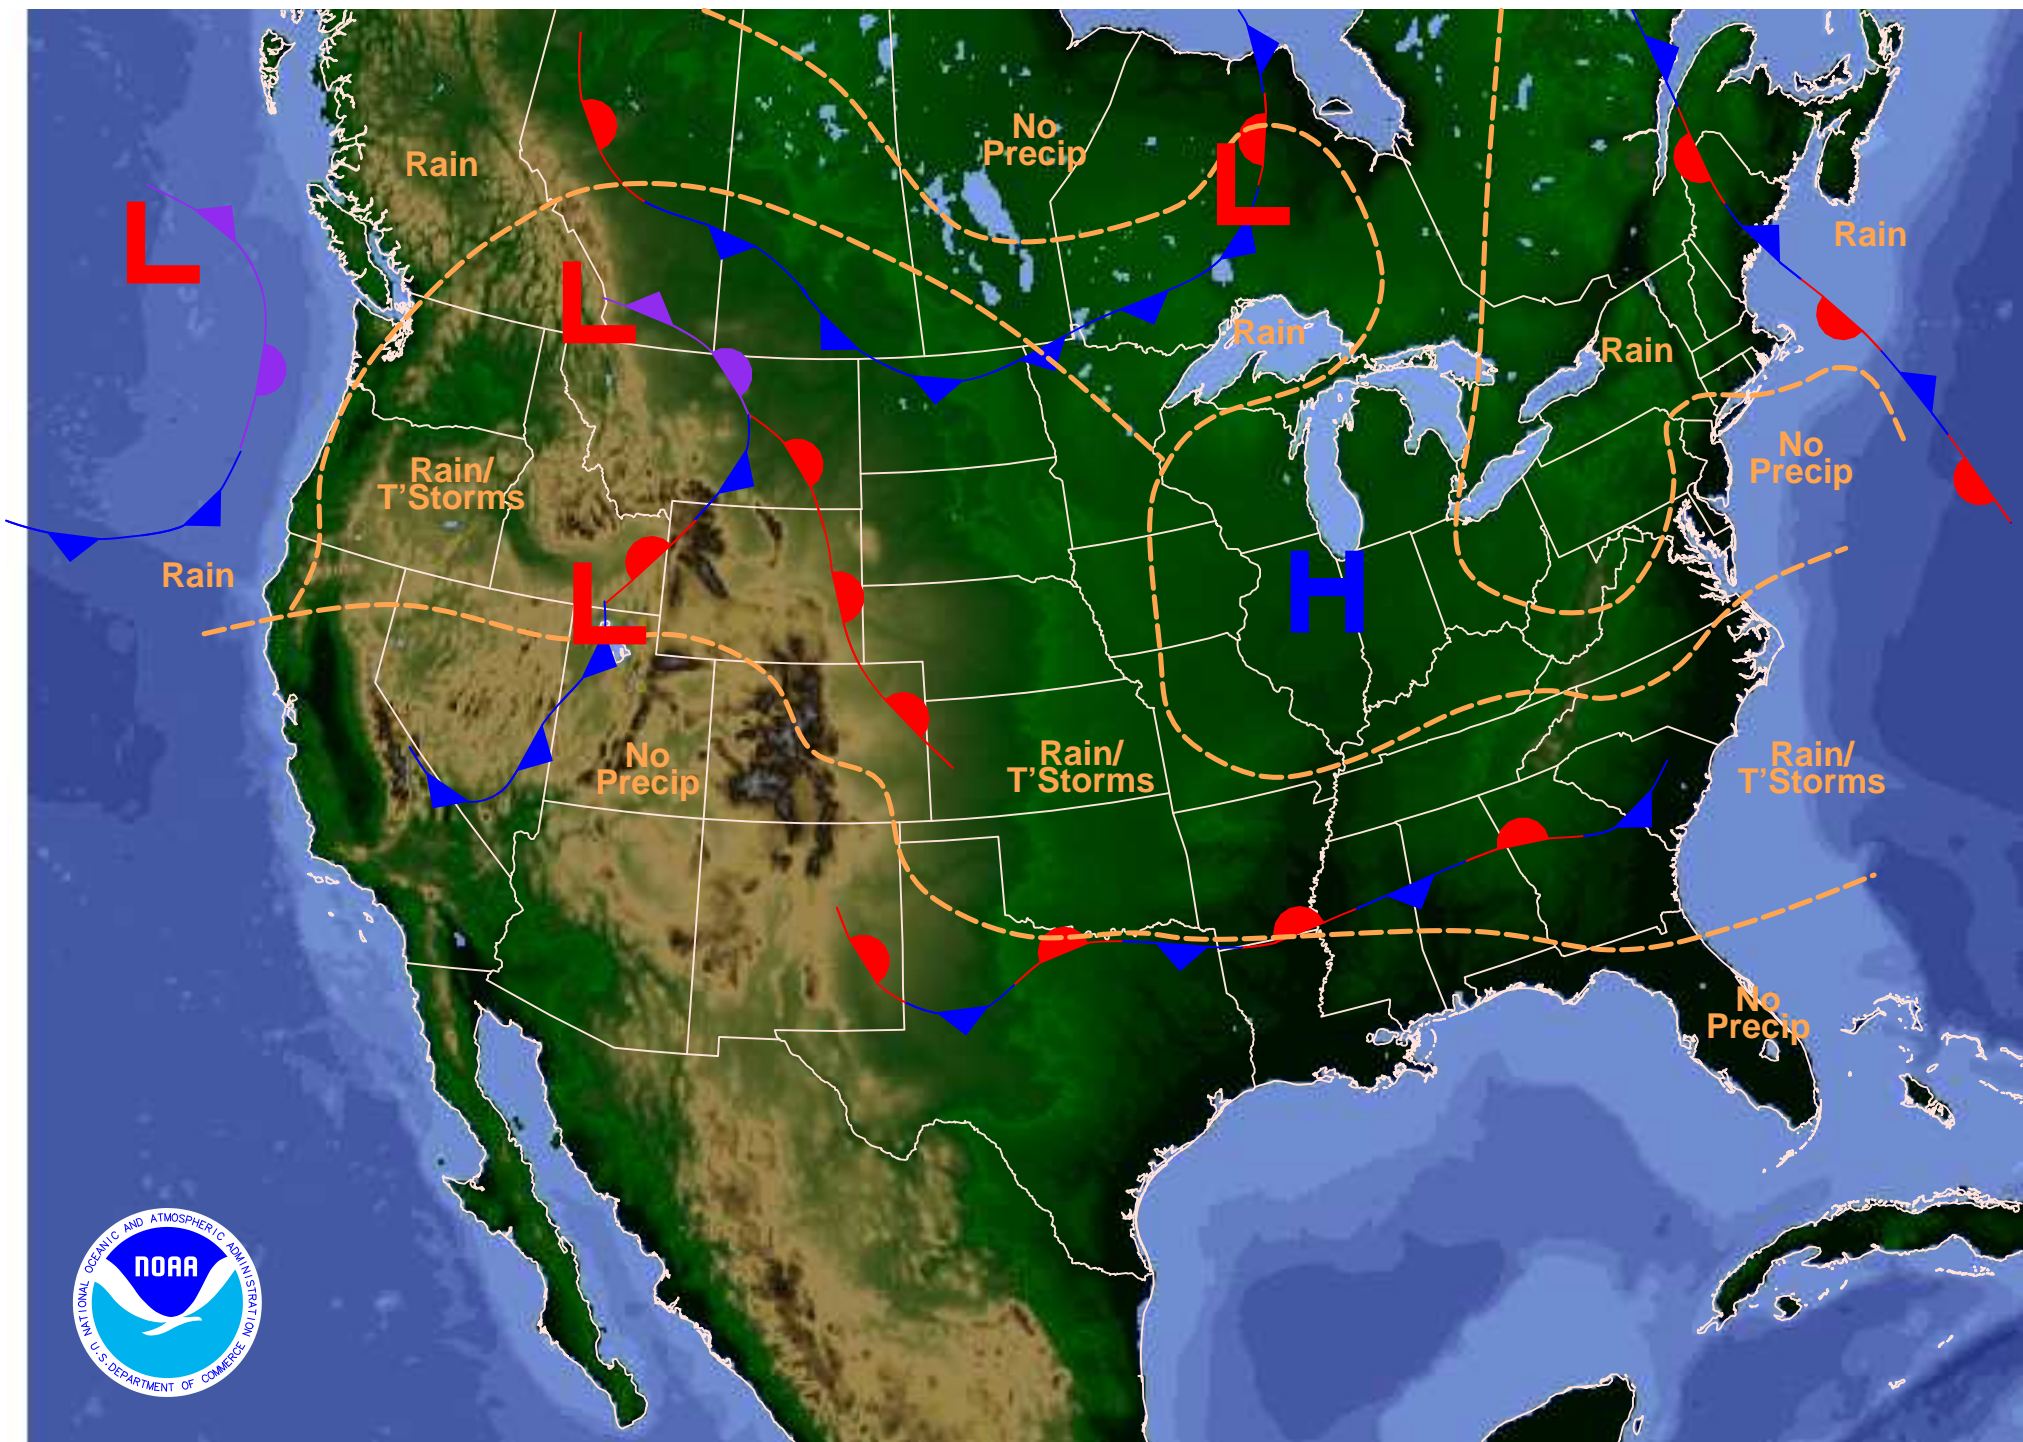 No
Precip
Rain
L
Rain
L
L
Rain
Rain
Rain/
T'Storms
No
Precip
Rain
L
H
No
Precip
Rain/
T'Storms
Rain/
T'Storms
No
Precip
NATIONAL OCEANIC AND ATMOSPHERIC ADMINISTRATION
NOAA
U.S. DEPARTMENT OF COMMERCE